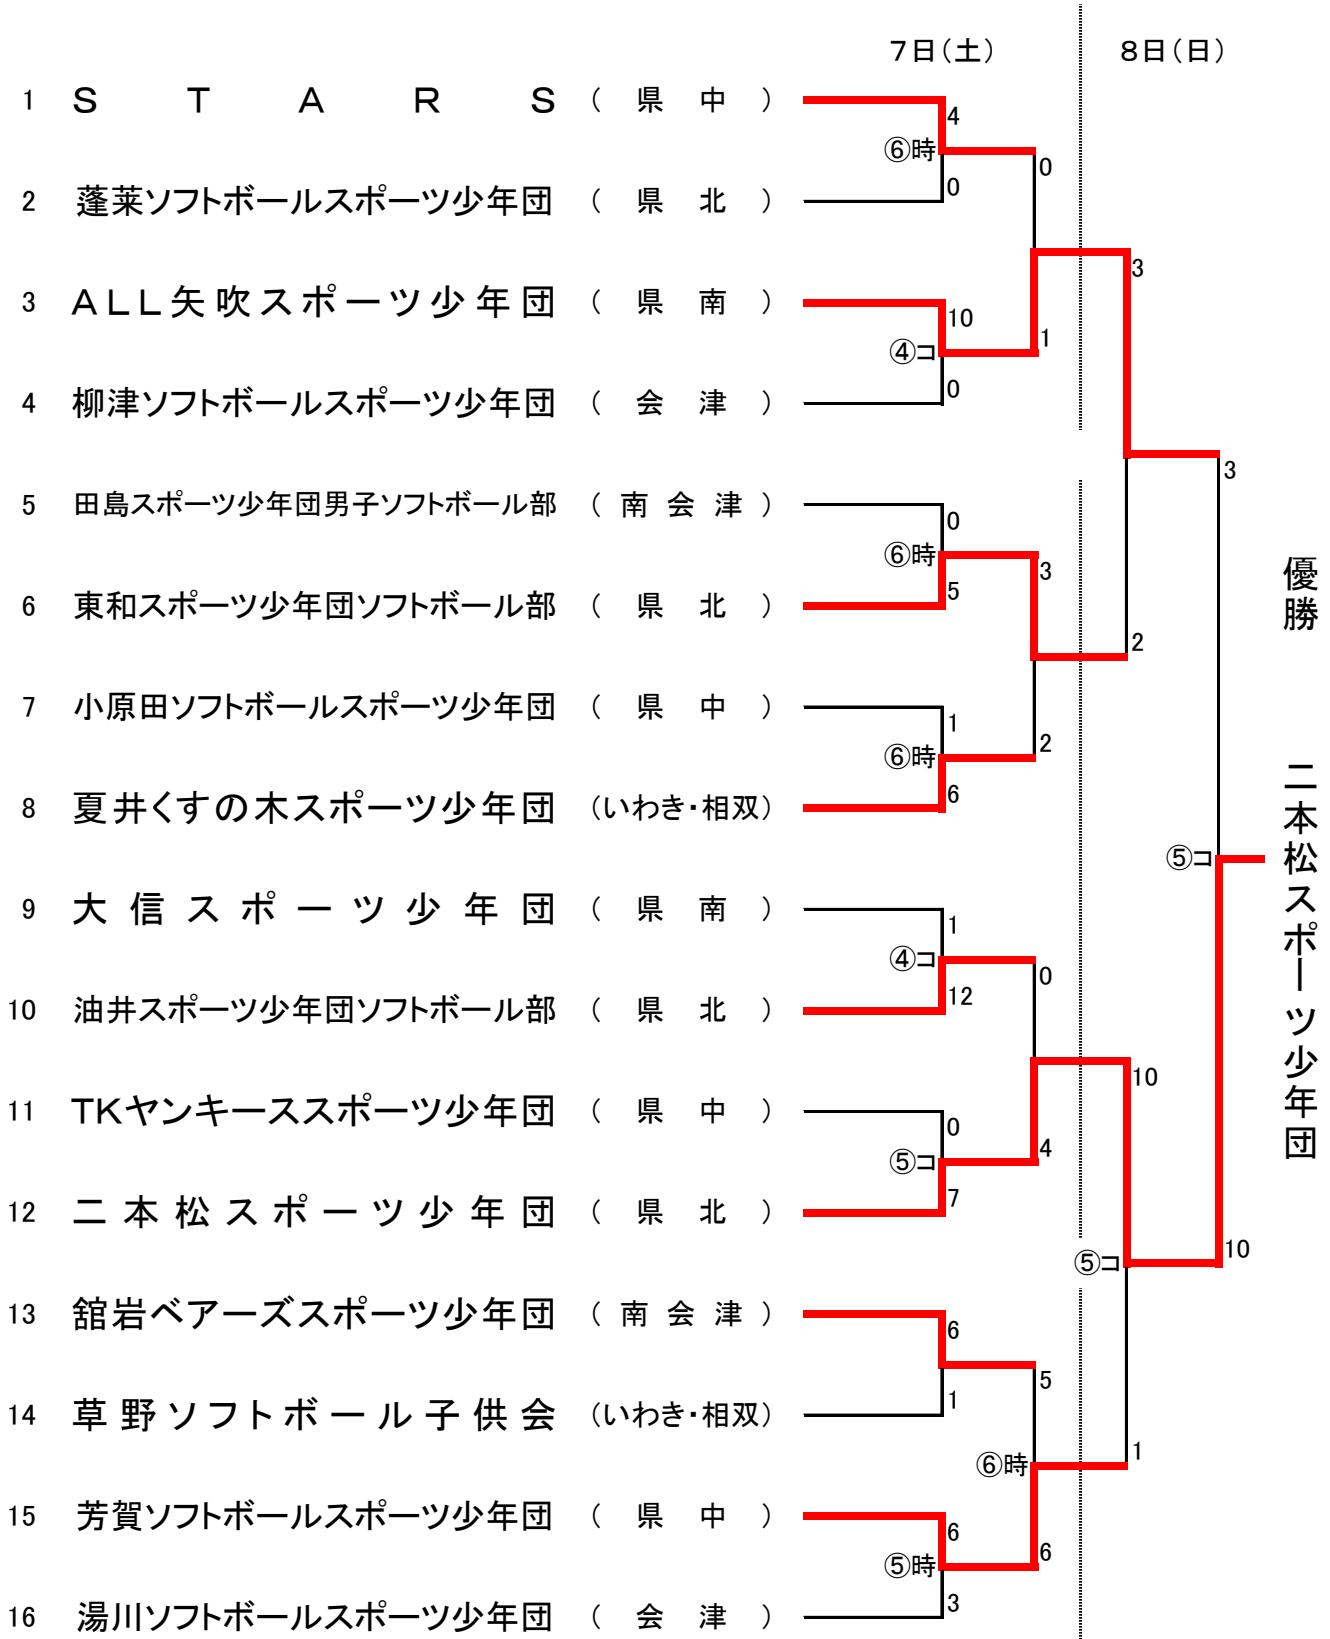 7日(土) 8日(日)
1 S T A R S ( 県 中 )
4
⑥時
0
0
2 蓬莱ソフトボールスポーツ少年団 ( 県 北 )
3
3 ALL矢吹スポーツ少年団 ( 県 南 )
10
1
④コ
0
4 柳津ソフトボールスポーツ少年団 ( 会 津 )
3
5 田島スポーツ少年団男子ソフトボール部 ( 南 会 津 )
0
⑥時
3
5
6 東和スポーツ少年団ソフトボール部 ( 県 北 )
2
7 小原田ソフトボールスポーツ少年団 ( 県 中 )
1
2
⑥時
6
8 夏井くすの木スポーツ少年団 (いわき・相双)
⑤コ
9 大 信 ス ポ ー ツ 少 年 団 ( 県 南 )
1
④コ
0
12
10 油井スポーツ少年団ソフトボール部 ( 県 北 )
10
11 TKヤンキーススポーツ少年団 ( 県 中 )
0
4
⑤コ
7
12 二 本 松 ス ポ ー ツ 少 年 団 ( 県 北 )
10
⑤コ
13 舘岩ベアーズスポーツ少年団 ( 南 会 津 )
6
5
1
14 草 野 ソ フ ト ボ ー ル 子 供 会 (いわき・相双)
1
⑥時
15 芳賀ソフトボールスポーツ少年団 ( 県 中 )
6
6
⑤時
3
16 湯川ソフトボールスポーツ少年団 ( 会 津 )
優勝 二本松スポーツ少年団